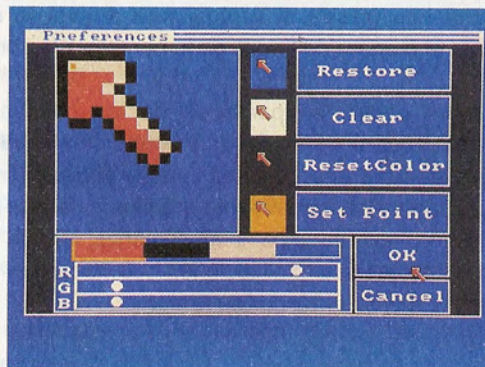 Preferences
Restore
Clear
ResetColor
Set Point
OK
Cancel
R
G
B